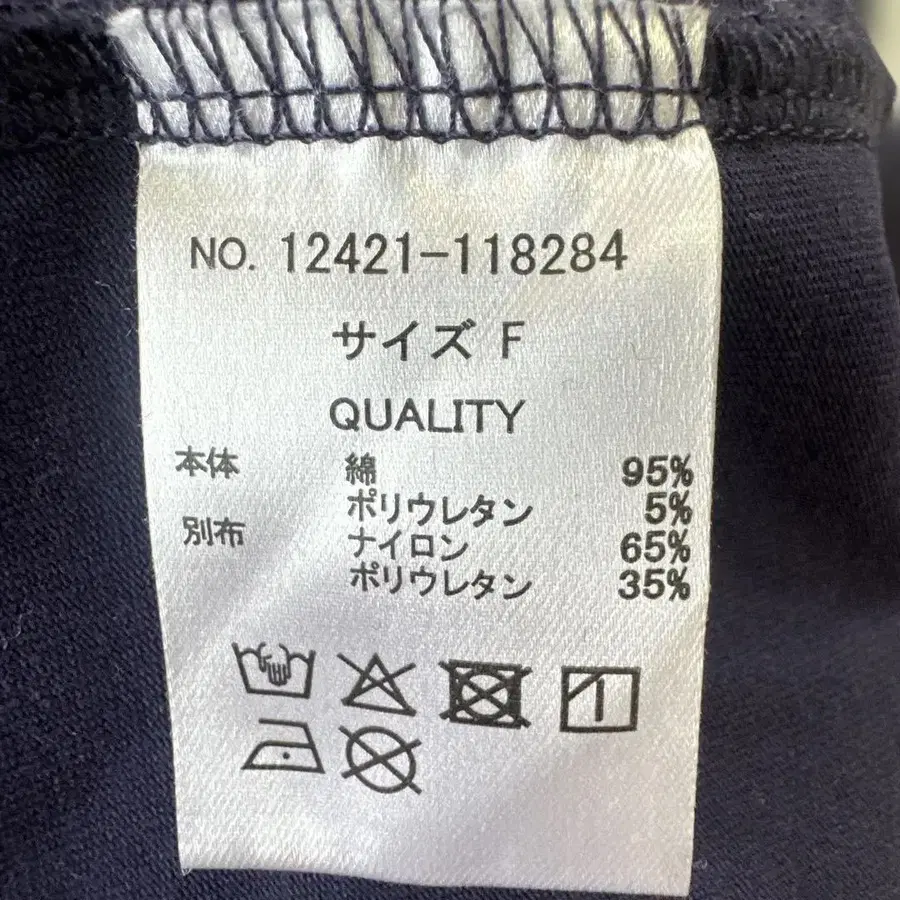 NO. 12421-118284
サイズ F
QUALITY
本体 綿 95%
ポリウレタン 5%
別布 ナイロン 65%
ポリウレタン 35%